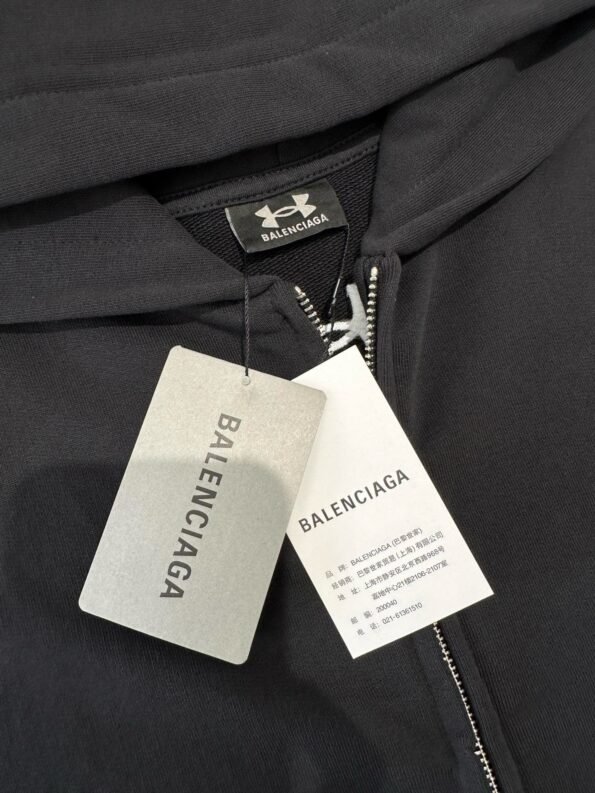 BALENCIAGA
BALENCIAGA
BALENCIAGA
品 牌: BALENCIAGA (巴黎世家)
经销商: 巴黎世家贸易 (上海) 有限公司
地 址: 上海市静安区北京西路968号
嘉地中心21楼2106-2107室
邮 编: 200040
电 话: 021-61361510